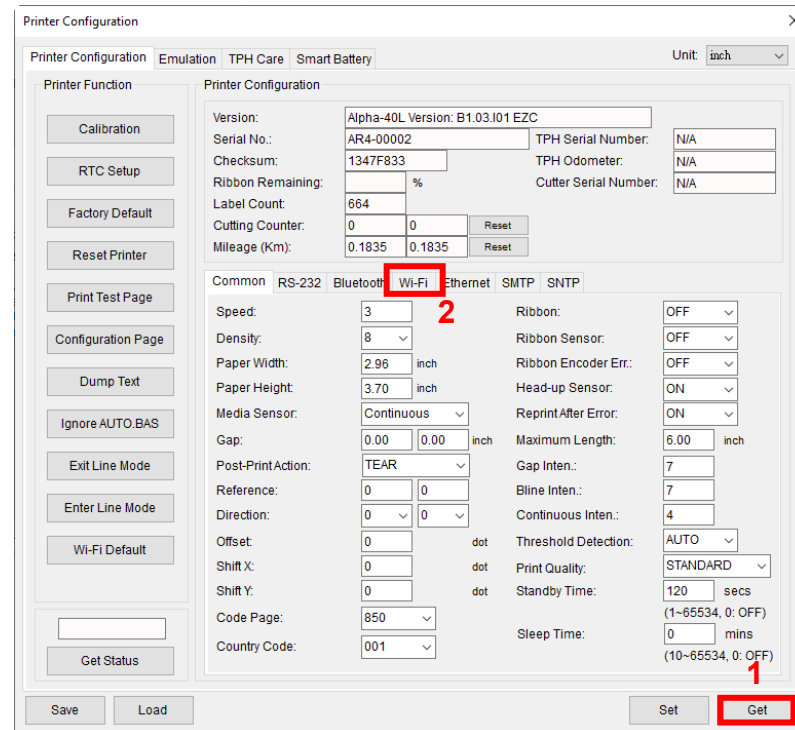 Printer Configuration
Printer Configuration Emulation TPH Care Smart Battery Unit: inch
Printer Function
Calibration
RTC Setup
Factory Default
Reset Printer
Print Test Page
Configuration Page
Dump Text
Ignore AUTO.BAS
Exit Line Mode
Enter Line Mode
Wi-Fi Default
Get Status
Printer Configuration
Version: Alpha-40L Version: B1.03.I01 EZC
Serial No.: AR4-00002 TPH Serial Number: N/A
Checksum: 1347F833 TPH Odometer: N/A
Ribbon Remaining: % Cutter Serial Number: N/A
Label Count: 664
Cutting Counter: 0 0 Reset
Mileage (Km): 0.1835 0.1835 Reset
Common RS-232 Bluetooth Wi-Fi Ethernet SMTP SNTP
2
Speed: 3 Ribbon: OFF
Density: 8 Ribbon Sensor: OFF
Paper Width: 2.96 inch Ribbon Encoder Err.: OFF
Paper Height: 3.70 inch Head-up Sensor: ON
Media Sensor: Continuous Reprint After Error: ON
Gap: 0.00 0.00 inch Maximum Length: 6.00 inch
Post-Print Action: TEAR Gap Inten.: 7
Reference: 0 0 Bline Inten.: 7
Direction: 0 0 Continuous Inten.: 4
Offset: 0 dot Threshold Detection: AUTO
Shift X: 0 dot Print Quality: STANDARD
Shift Y: 0 dot Standby Time: 120 secs
(1~65534, 0: OFF)
Code Page: 850 Sleep Time: 0 mins
Country Code: 001 (10~65534, 0: OFF)
1
Save Load Set Get